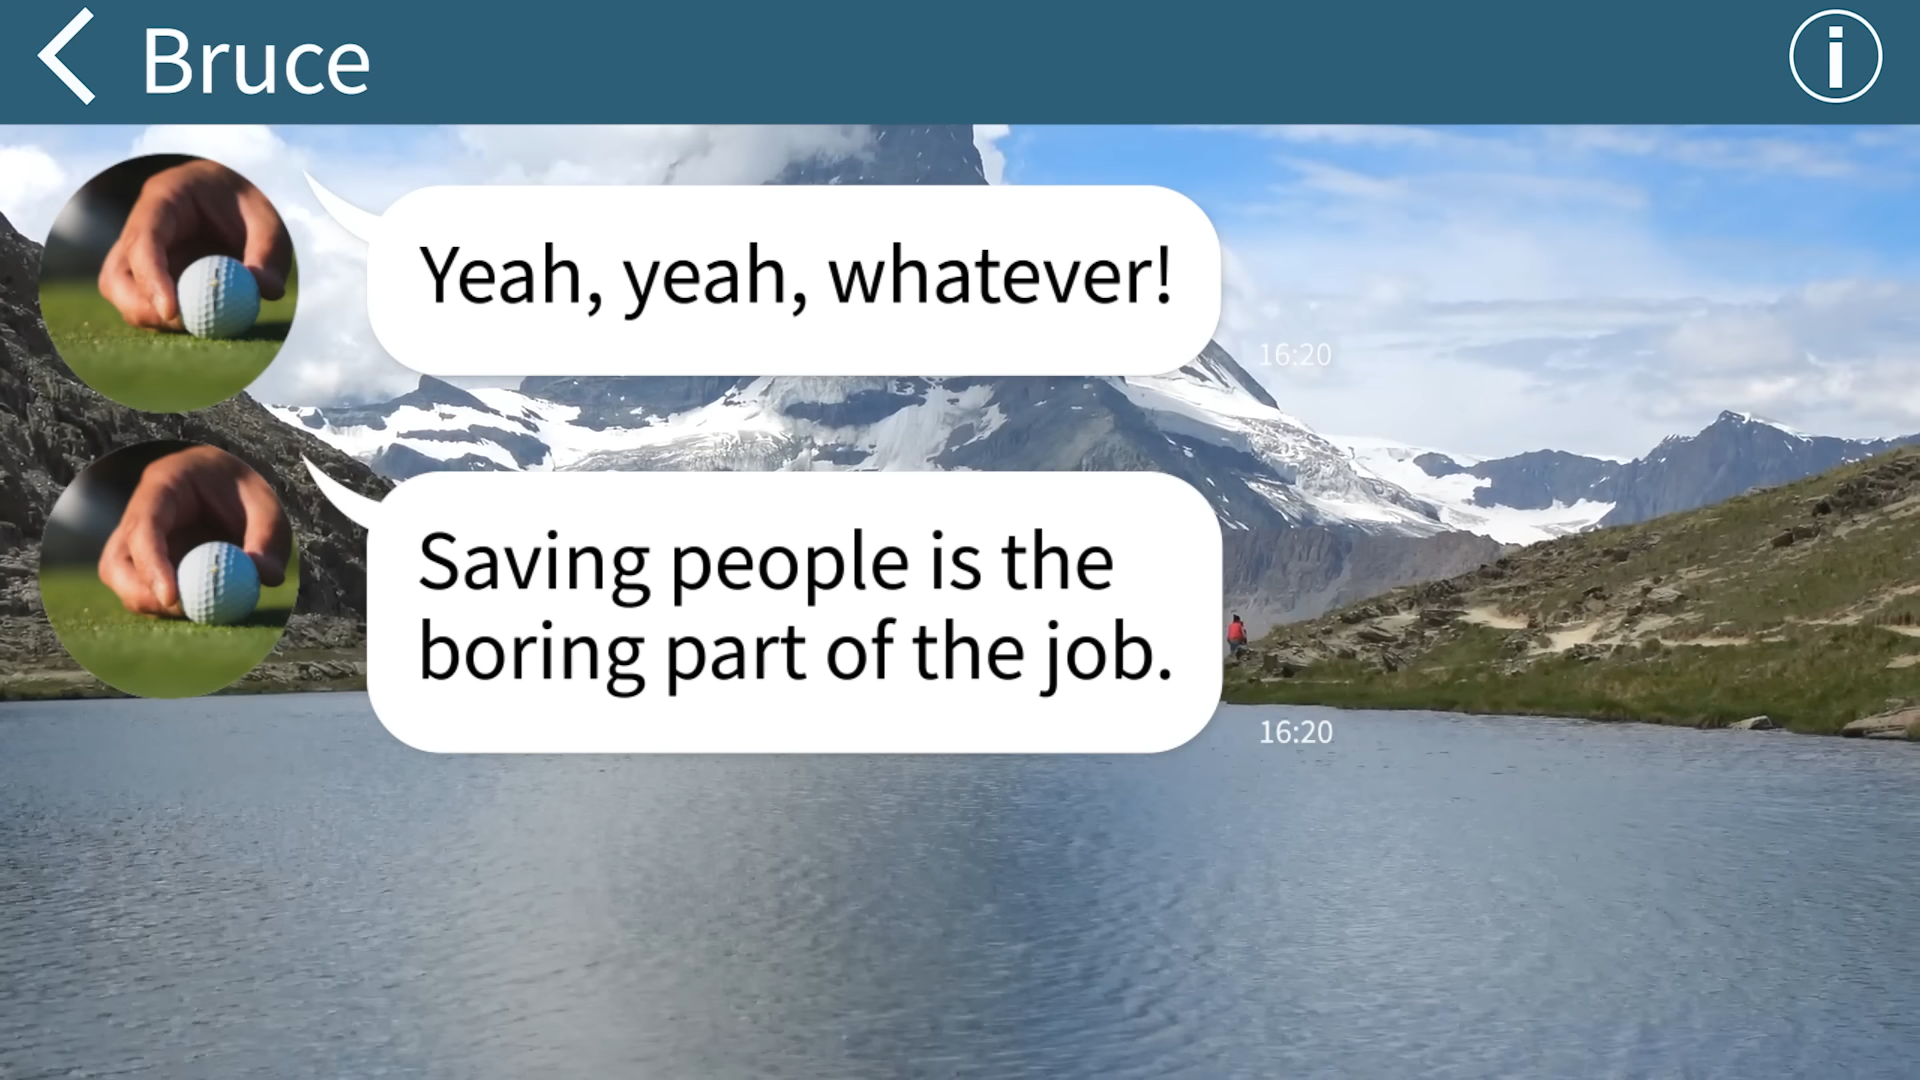 Bruce
Yeah, yeah, whatever!
16:20
Saving people is the
boring part of the job.
16:20